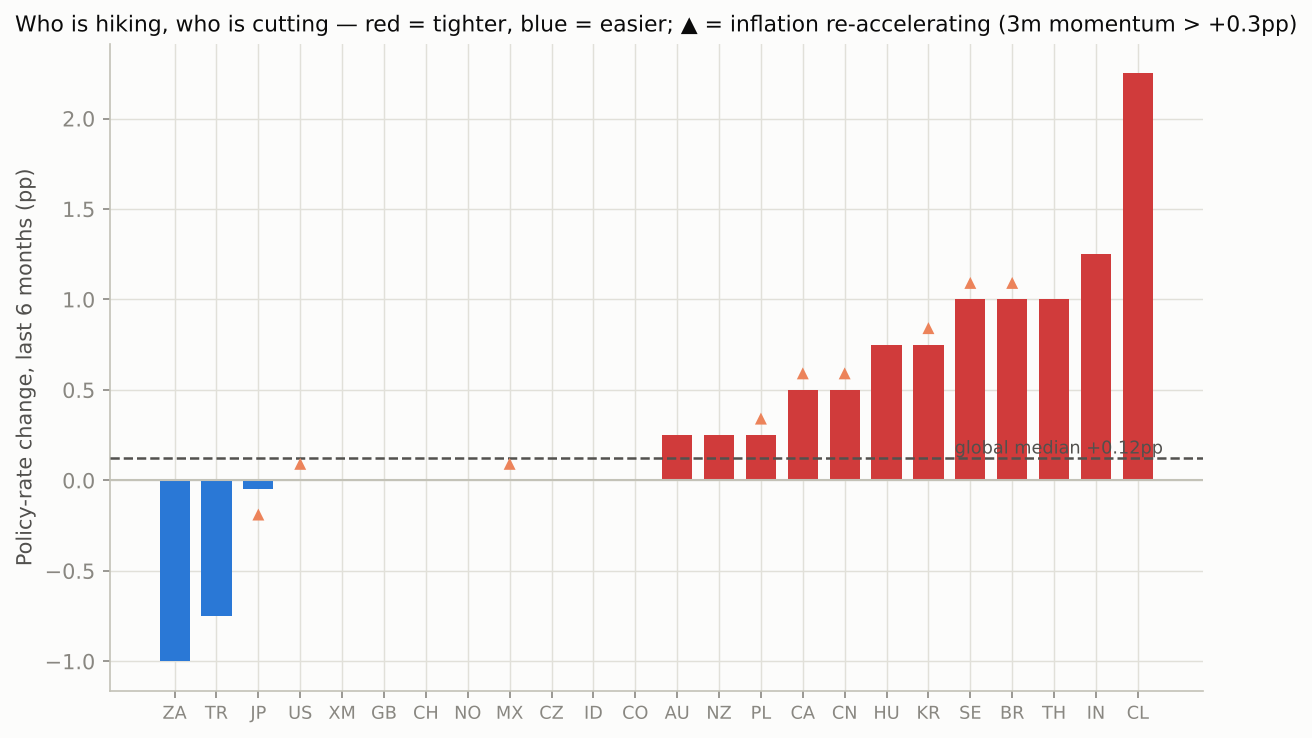 Who is hiking, who is cutting — red = tighter, blue = easier; ▲ = inflation re-accelerating (3m momentum > +0.3pp)
Policy-rate change, last 6 months (pp)
2.0
1.5
1.0
0.5
0.0
−0.5
−1.0
global median +0.12pp
ZA TR JP US XM GB CH NO MX CZ ID CO AU NZ PL CA CN HU KR SE BR TH IN CL